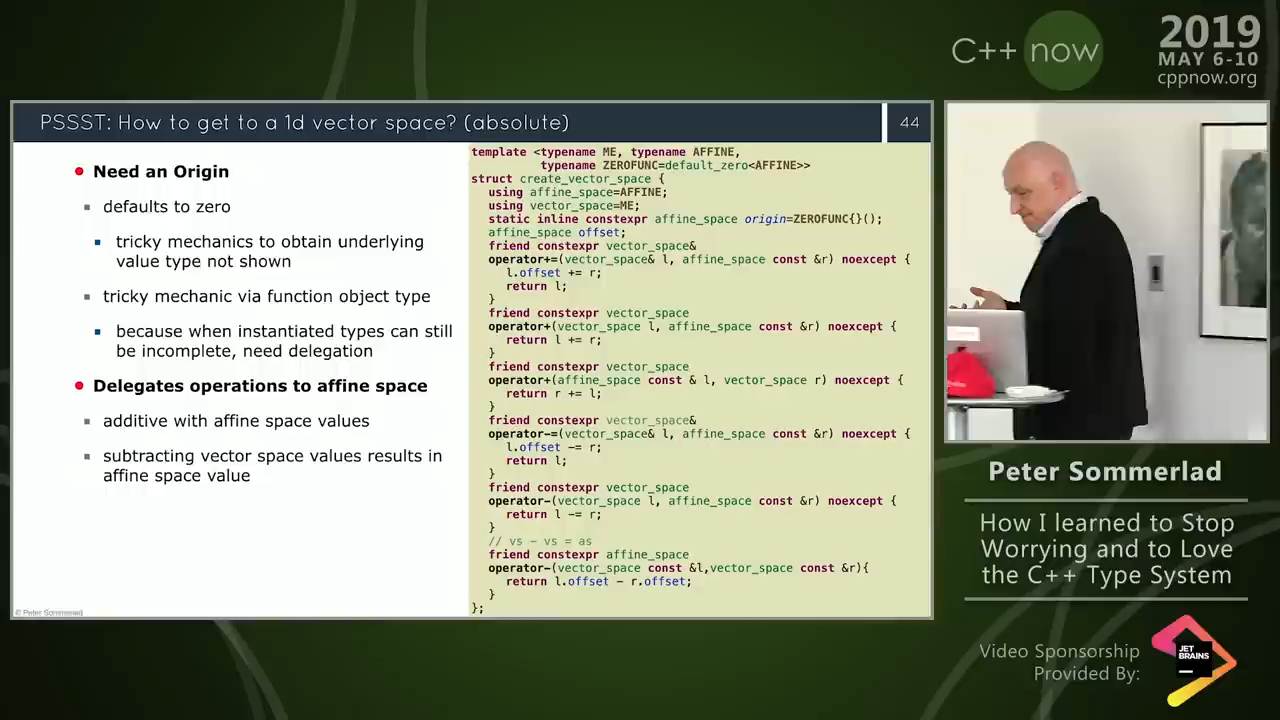 C++ now
2019
MAY 6-10
cppnow.org
PSSST: How to get to a 1d vector space? (absolute)
44
Need an Origin
defaults to zero
tricky mechanics to obtain underlying
value type not shown
tricky mechanic via function object type
because when instantiated types can still
be incomplete, need delegation
Delegates operations to affine space
additive with affine space values
subtracting vector space values results in
affine space value
© Peter Sommerlad
template <typename ME, typename AFFINE,
typename ZEROFUNC=default_zero<AFFINE>>
struct create_vector_space {
using affine_space=AFFINE;
using vector_space=ME;
static inline constexpr affine_space origin=ZEROFUNC{}();
affine_space offset;
friend constexpr vector_space&
operator+=(vector_space& l, affine_space const &r) noexcept {
l.offset += r;
return l;
}
friend constexpr vector_space
operator+(vector_space l, affine_space const &r) noexcept {
return l += r;
}
friend constexpr vector_space
operator+(affine_space const & l, vector_space r) noexcept {
return r += l;
}
friend constexpr vector_space&
operator-=(vector_space& l, affine_space const &r) noexcept {
l.offset -= r;
return l;
}
friend constexpr vector_space
operator-(vector_space l, affine_space const &r) noexcept {
return l -= r;
}
// vs - vs = as
friend constexpr affine_space
operator-(vector_space const &l,vector_space const &r){
return l.offset - r.offset;
}
};
Peter Sommerlad
How I learned to Stop
Worrying and to Love
the C++ Type System
Video Sponsorship
Provided By:
JET
BRAINS